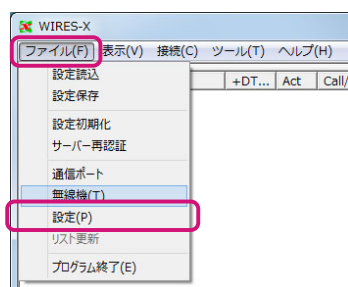 WIRES-X
ファイル(F) 表示(V) 接続(C) ツール(T) ヘルプ(H)
+DT... Act Call/
設定読込
設定保存
設定初期化
サーバー再認証
通信ポート
無線機(T)
設定(P)
リスト更新
プログラム終了(E)